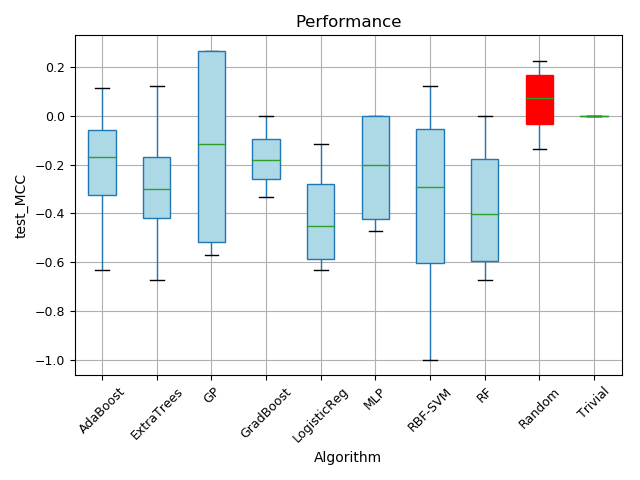 Performance
test_MCC
0.2
0.0
−0.2
−0.4
−0.6
−0.8
−1.0
AdaBoost
ExtraTrees
GP
GradBoost
LogisticReg
MLP
RBF-SVM
RF
Random
Trivial
Algorithm